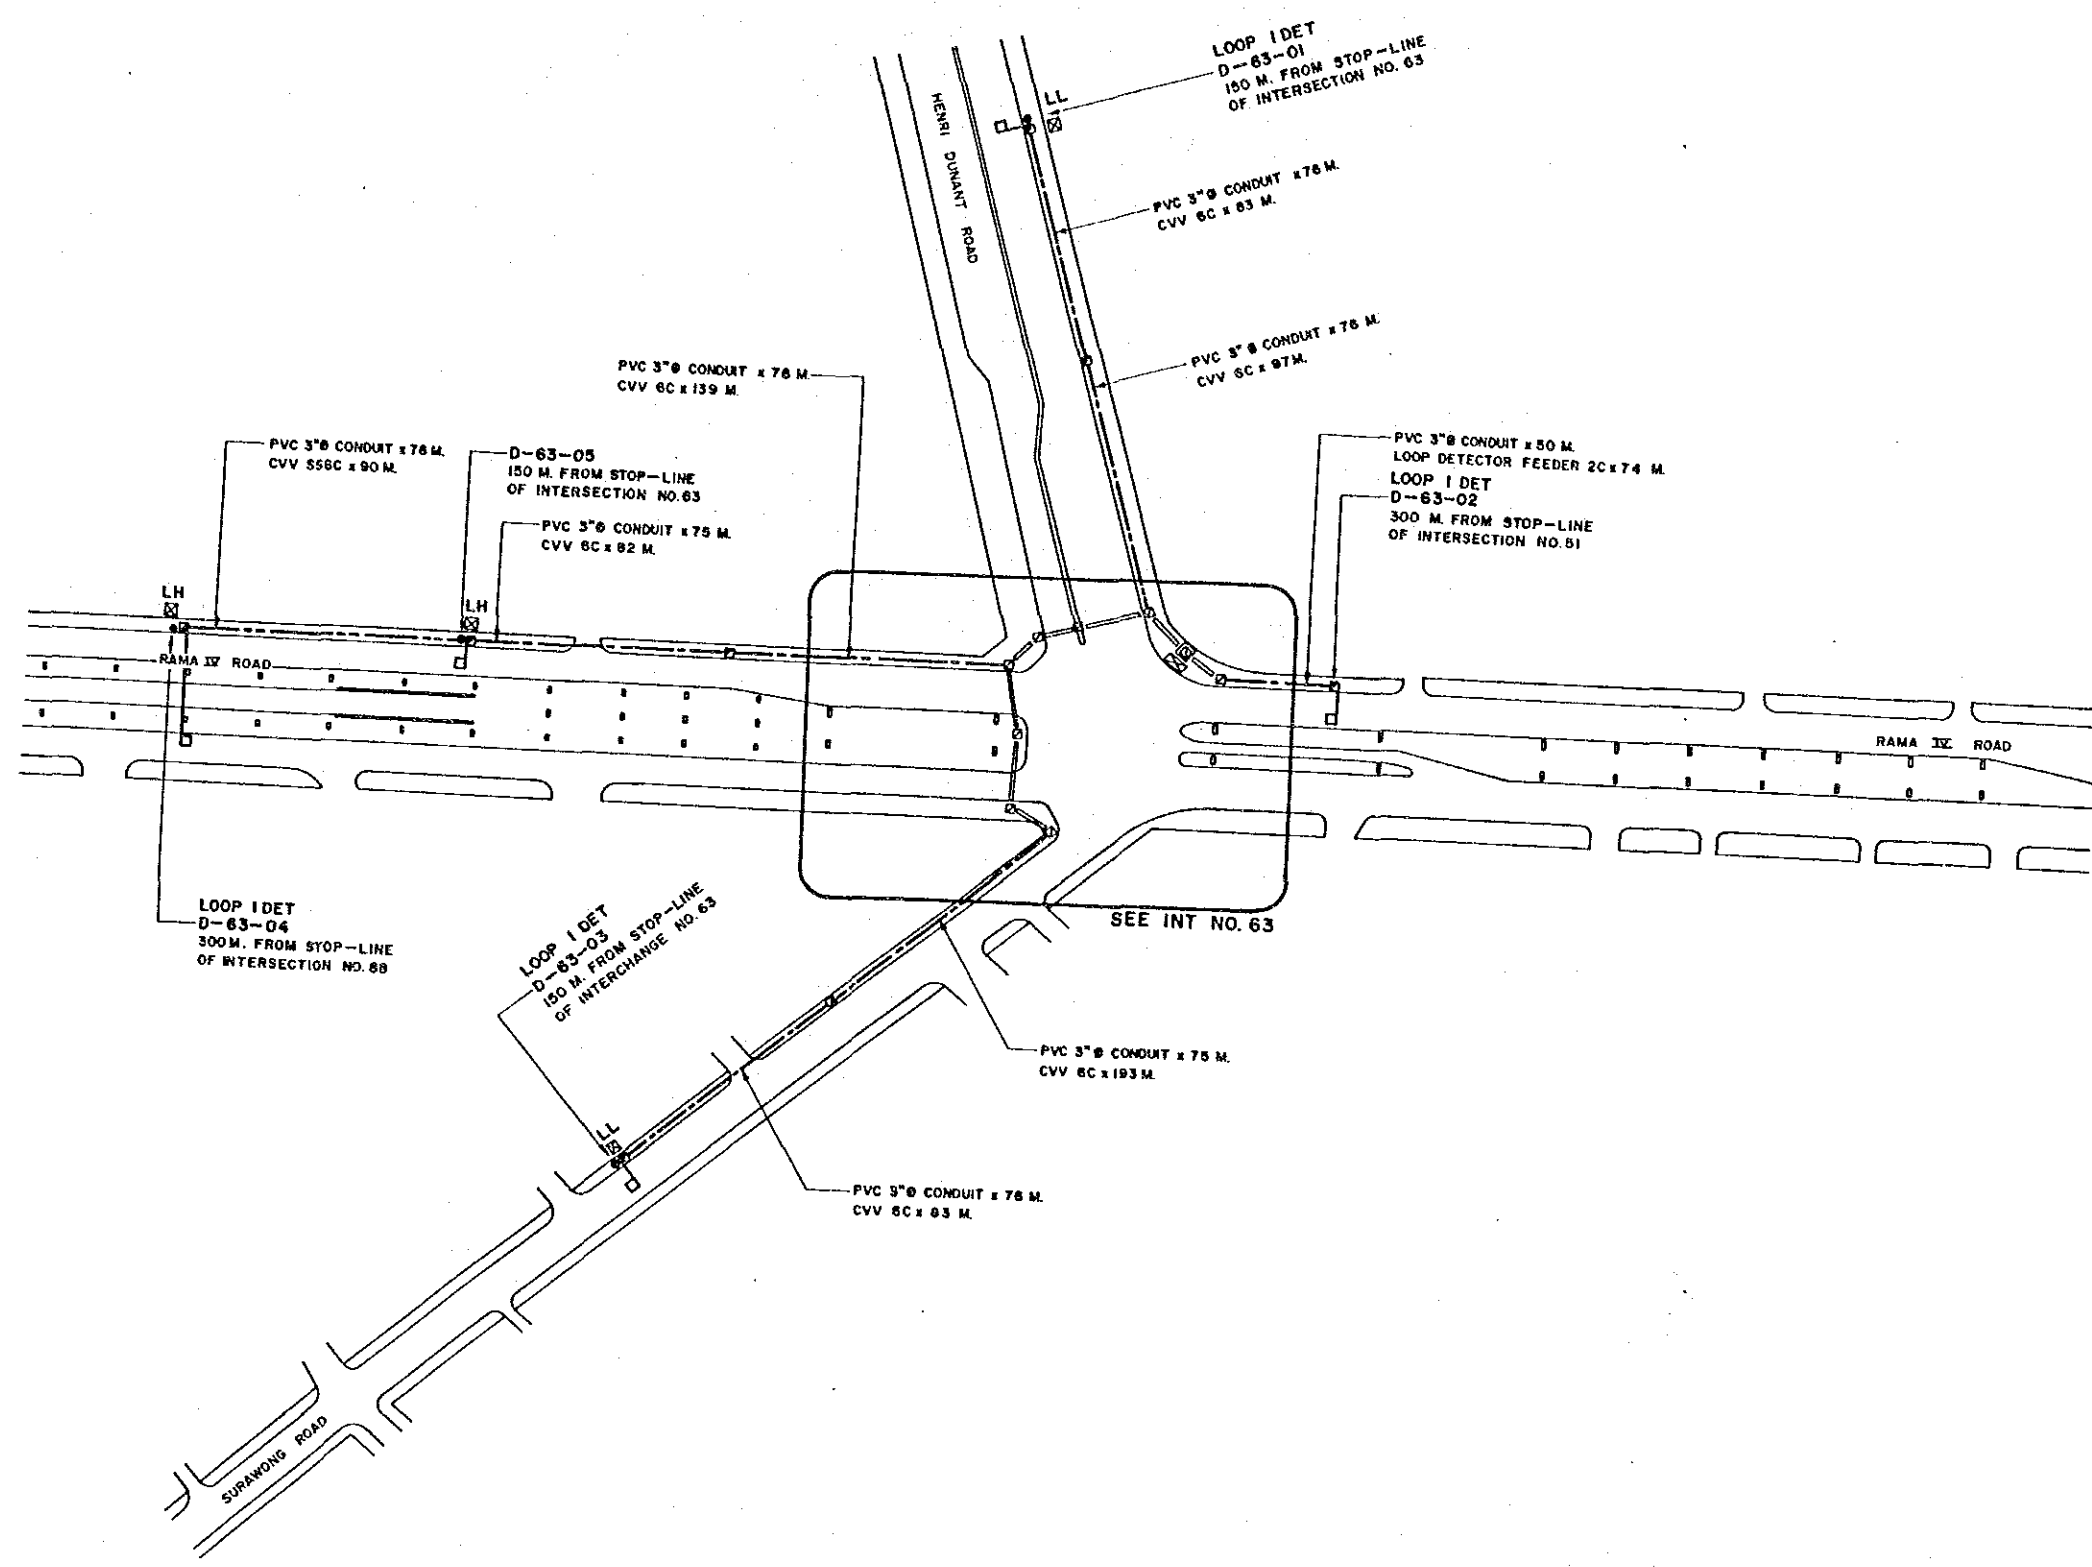 LOOP 1 DET
D-63-01
150 M. FROM STOP-LINE
OF INTERSECTION NO. 63
LL
HENRI DUNANT ROAD
PVC 3"Ø CONDUIT x 76 M.
CVV 6C x 83 M.
PVC 3"Ø CONDUIT x 76 M.
CVV 6C x 97 M.
PVC 3"Ø CONDUIT x 76 M.
CVV 6C x 139 M.
PVC 3"Ø CONDUIT x 76 M.
CVV SS6C x 90 M.
D-63-05
150 M. FROM STOP-LINE
OF INTERSECTION NO. 63
PVC 3"Ø CONDUIT x 75 M.
CVV 6C x 82 M.
PVC 3"Ø CONDUIT x 50 M.
LOOP DETECTOR FEEDER 2C x 74 M.
LOOP 1 DET
D-63-02
300 M. FROM STOP-LINE
OF INTERSECTION NO. 51
LH
LH
RAMA IV ROAD
RAMA IV ROAD
LOOP 1 DET
D-63-04
300 M. FROM STOP-LINE
OF INTERSECTION NO. 68
LOOP 1 DET
D-63-03
150 M. FROM STOP-LINE
OF INTERCHANGE NO. 63
SEE INT NO. 63
PVC 3"Ø CONDUIT x 75 M.
CVV 6C x 193 M.
LL
PVC 3"Ø CONDUIT x 76 M.
CVV 6C x 83 M.
SURAWONG ROAD